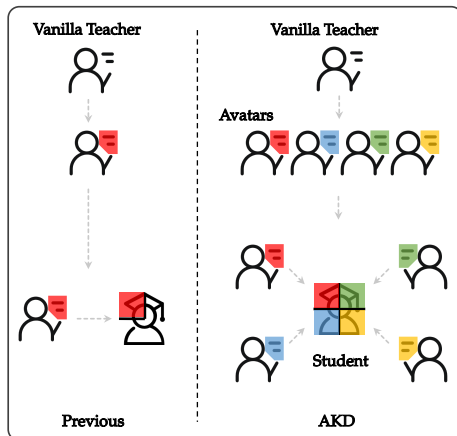 Vanilla Teacher
Previous
Vanilla Teacher
Avatars
Student
AKD